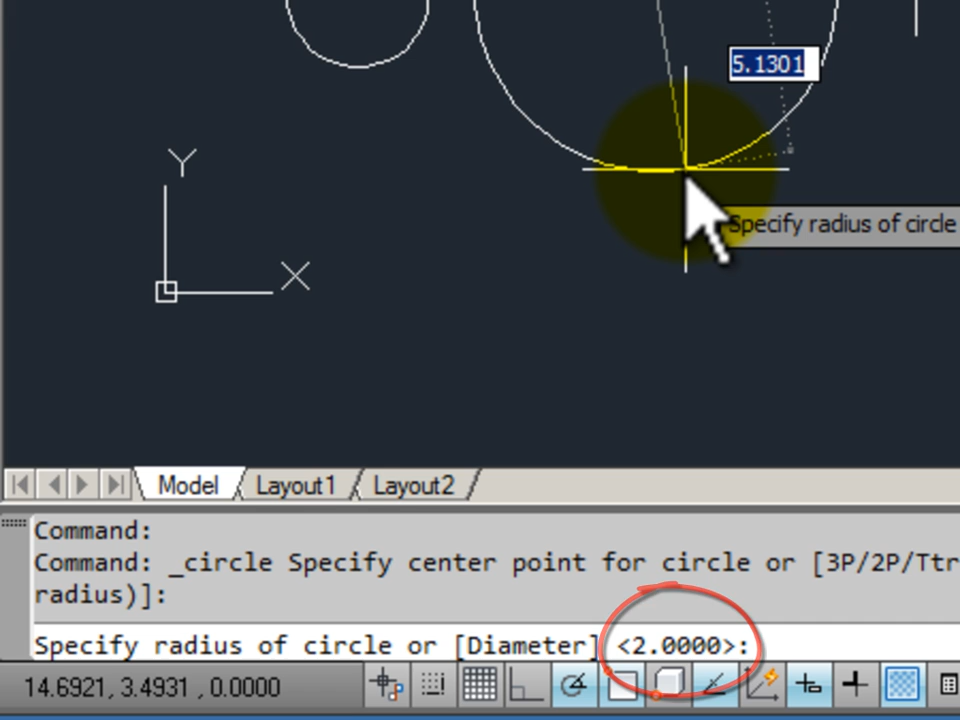 5.1301
Y
Specify radius of circle
X
Model Layout1 Layout2
Command:
Command: _circle Specify center point for circle or [3P/2P/Ttr
radius)]:
Specify radius of circle or [Diameter] <2.0000>:
14.6921, 3.4931 , 0.0000